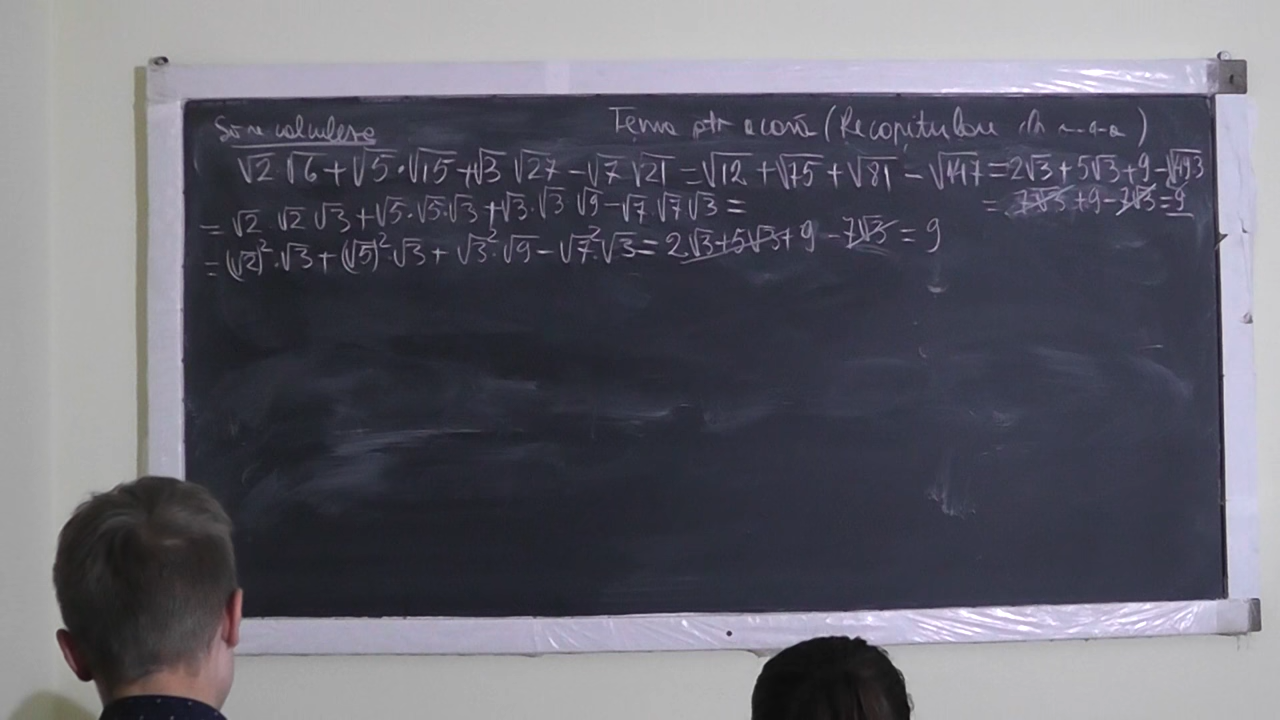 Să se calculeze
Tema ptr acasă (Recapitulare
√2 √6 + √5·√15 + √3 √27 - √7 √21 = √12 + √75 + √81 - √147 = 2√3 + 5√3 + 9 - √49·3
= 7√3 + 9 - 7√3 = 9
= √2 √2 √3 + √5·√5·√3 + √3·√3 √9 - √7·√7√3 =
= (√2)²·√3 + (√5)²·√3 + √3²·√9 - √7²·√3 = 2√3 + 5√3 + 9 - 7√3 = 9